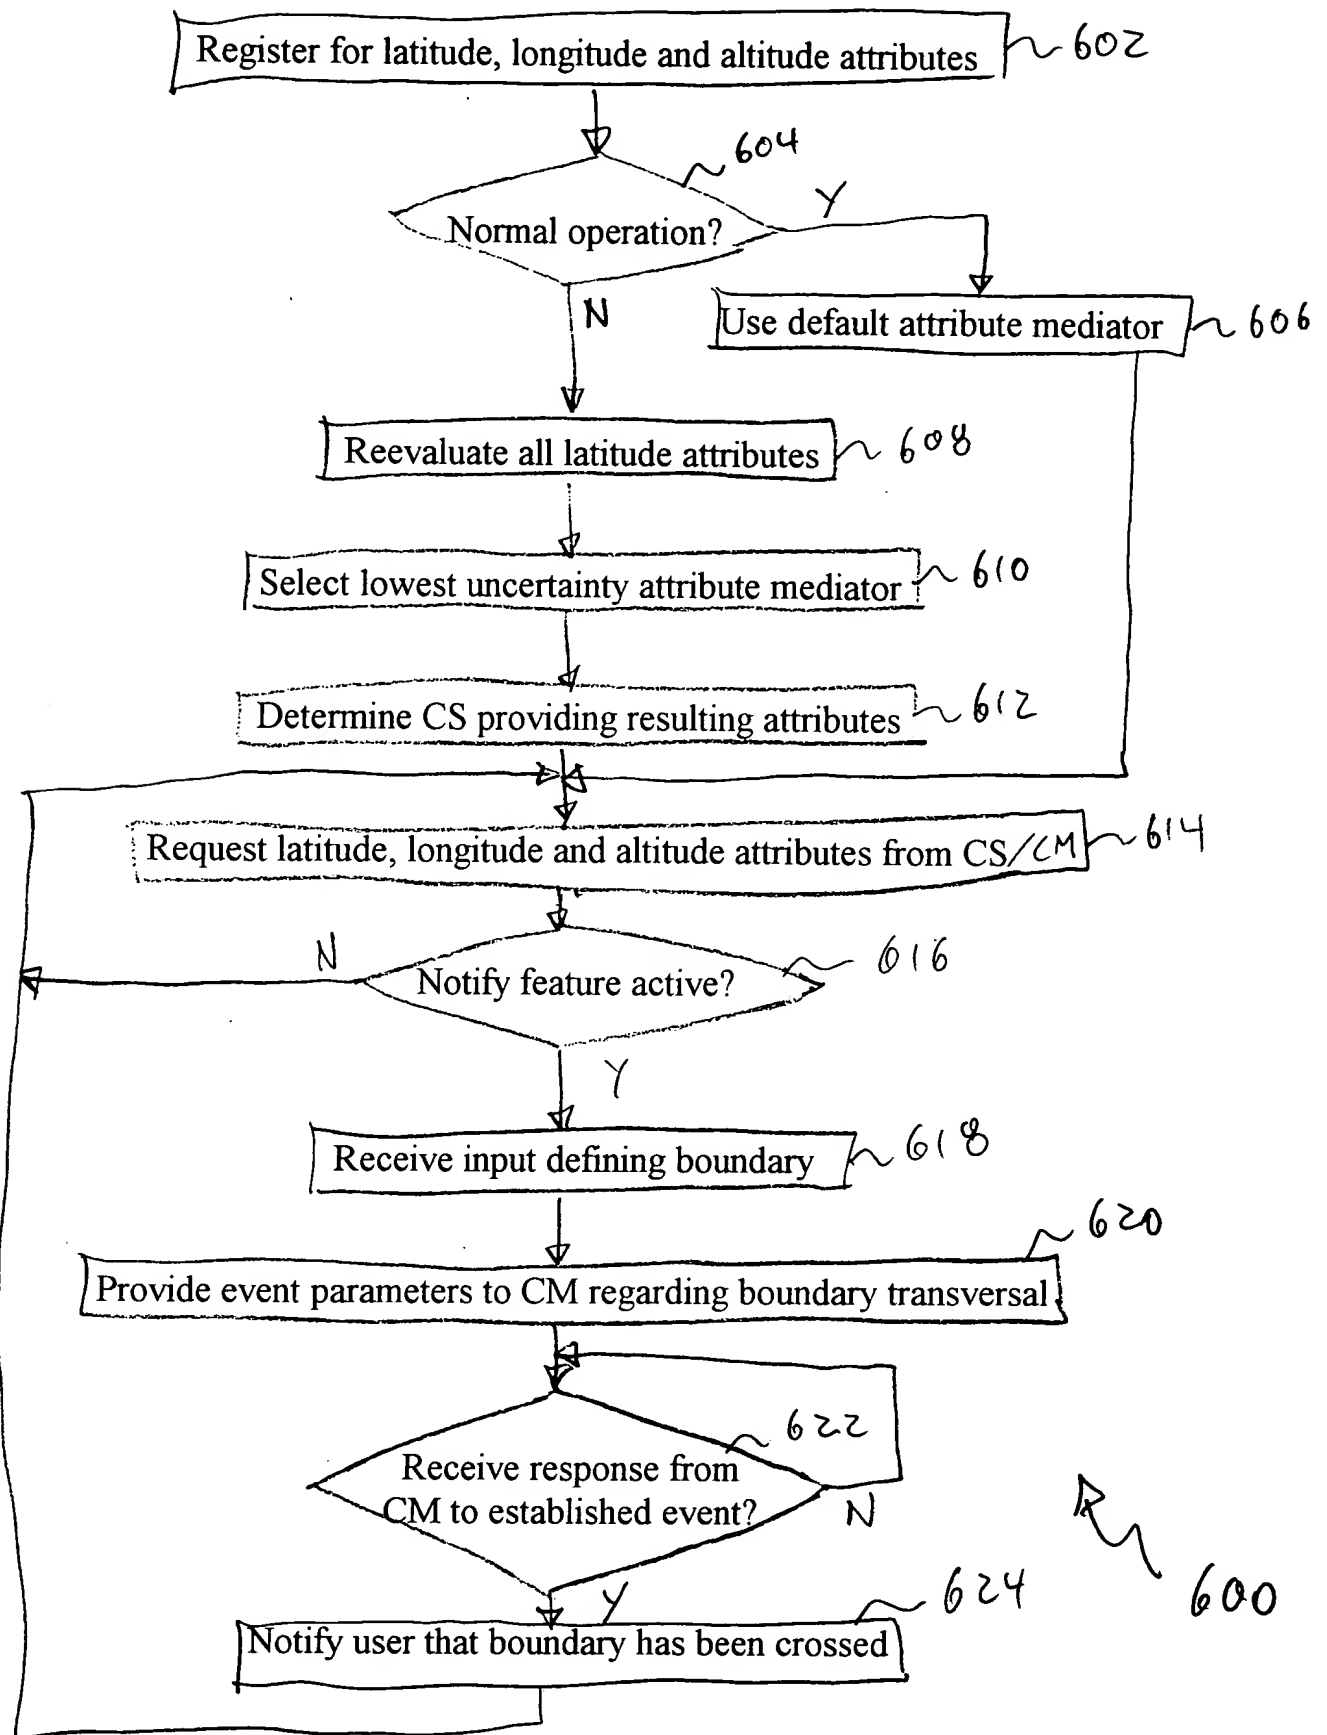 Register for latitude, longitude and altitude attributes 602
604
Normal operation? Y
N
Use default attribute mediator 606
Reevaluate all latitude attributes 608
Select lowest uncertainty attribute mediator 610
Determine CS providing resulting attributes 612
Request latitude, longitude and altitude attributes from CS/CM 614
N
Notify feature active? 616
Y
Receive input defining boundary 618
620
Provide event parameters to CM regarding boundary transversal
622
Receive response from
CM to established event? N
Y
624
Notify user that boundary has been crossed
600